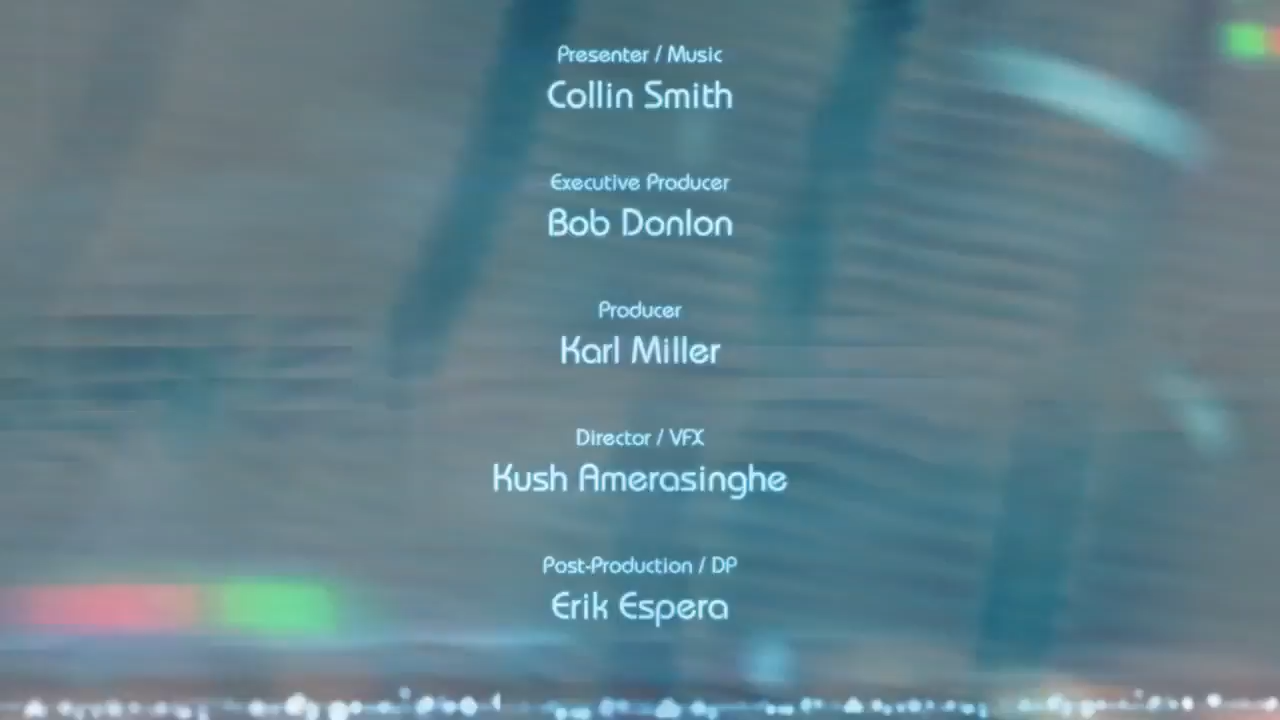 Presenter / Music
Collin Smith
Executive Producer
Bob Donlon
Producer
Karl Miller
Director / VFX
Kush Amerasinghe
Post-Production / DP
Erik Espera